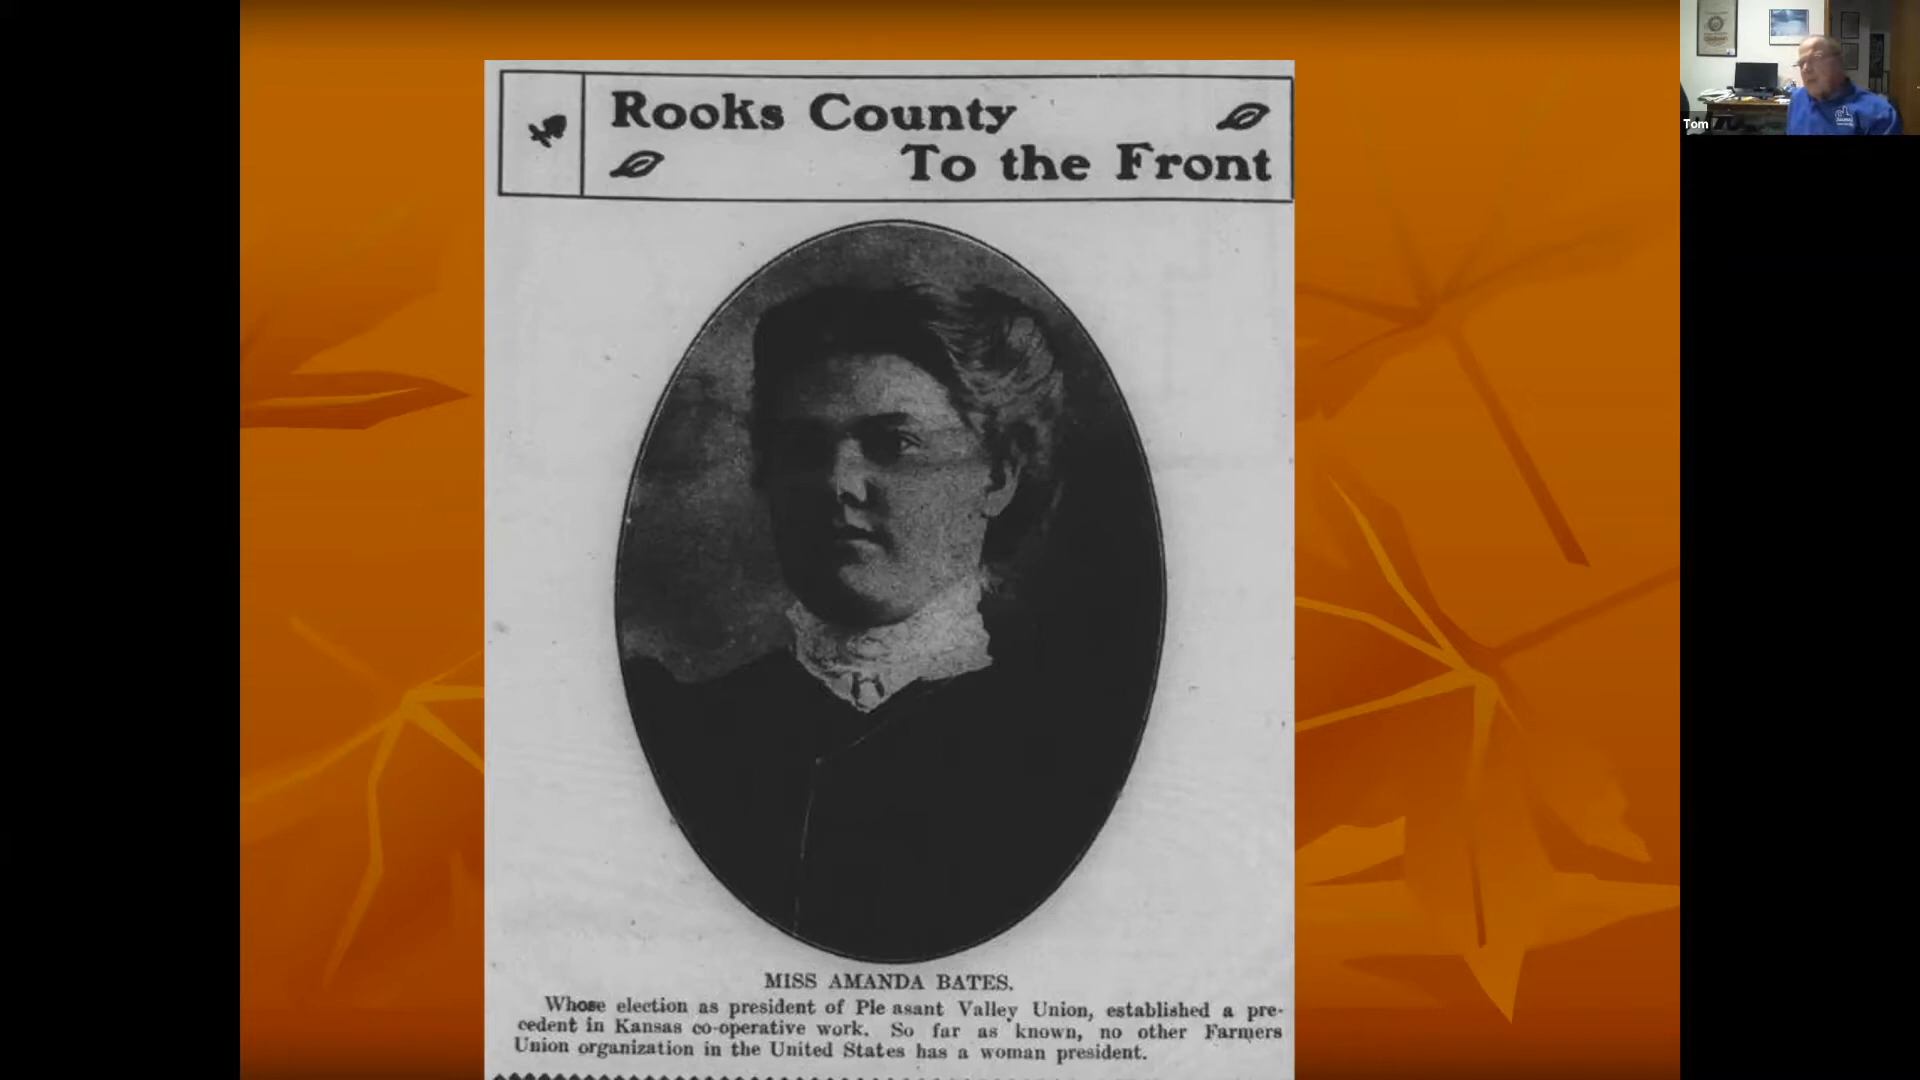 Rooks County
To the Front
MISS AMANDA BATES.
Whose election as president of Ple asant Valley Union, established a pre-
cedent in Kansas co-operative work. So far as known, no other Farmers
Union organization in the United States has a woman president.
Tom